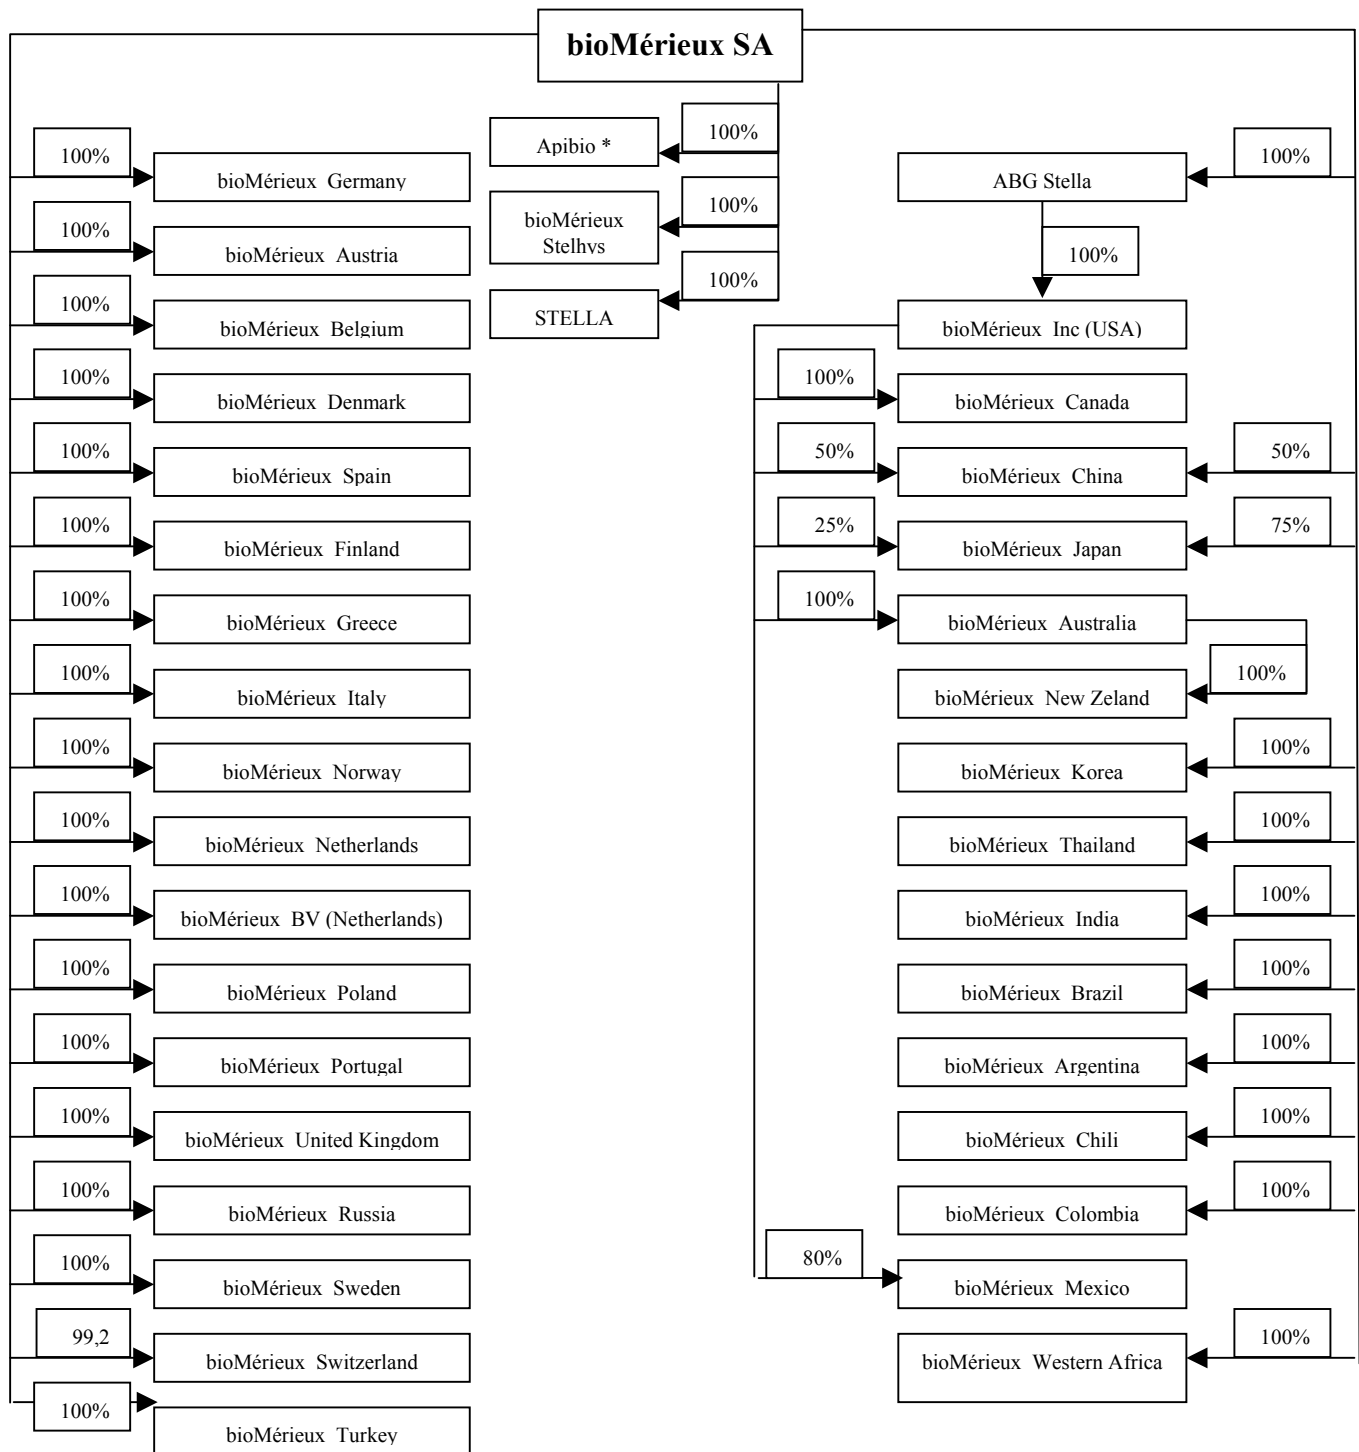 bioMérieux SA
100%
bioMérieux Germany
100%
bioMérieux Austria
100%
bioMérieux Belgium
100%
bioMérieux Denmark
100%
bioMérieux Spain
100%
bioMérieux Finland
100%
bioMérieux Greece
100%
bioMérieux Italy
100%
bioMérieux Norway
100%
bioMérieux Netherlands
100%
bioMérieux BV (Netherlands)
100%
bioMérieux Poland
100%
bioMérieux Portugal
100%
bioMérieux United Kingdom
100%
bioMérieux Russia
100%
bioMérieux Sweden
99,2
bioMérieux Switzerland
100%
bioMérieux Turkey
100%
Apibio *
100%
bioMérieux
Stelhys
100%
STELLA
100%
ABG Stella
100%
bioMérieux Inc (USA)
100%
bioMérieux Canada
50%
bioMérieux China
50%
25%
bioMérieux Japan
75%
100%
bioMérieux Australia
100%
bioMérieux New Zeland
100%
bioMérieux Korea
100%
bioMérieux Thailand
100%
bioMérieux India
100%
bioMérieux Brazil
100%
bioMérieux Argentina
100%
bioMérieux Chili
100%
bioMérieux Colombia
80%
bioMérieux Mexico
100%
bioMérieux Western Africa